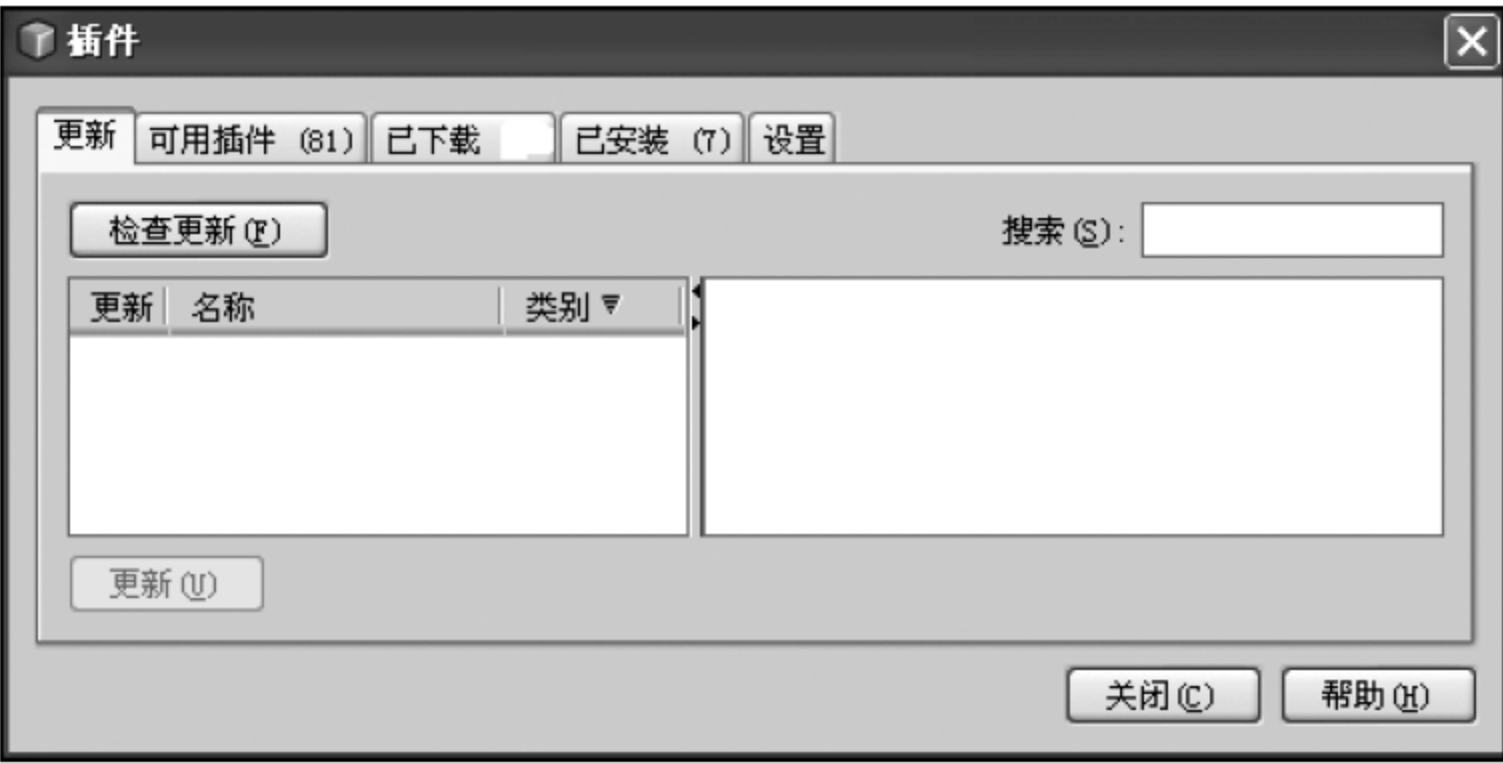 插件
更新 可用插件 (81) 已下载 已安装 (7) 设置
检查更新(F) 搜索(S):
更新 名称 类别
更新(U)
关闭(C) 帮助(H)